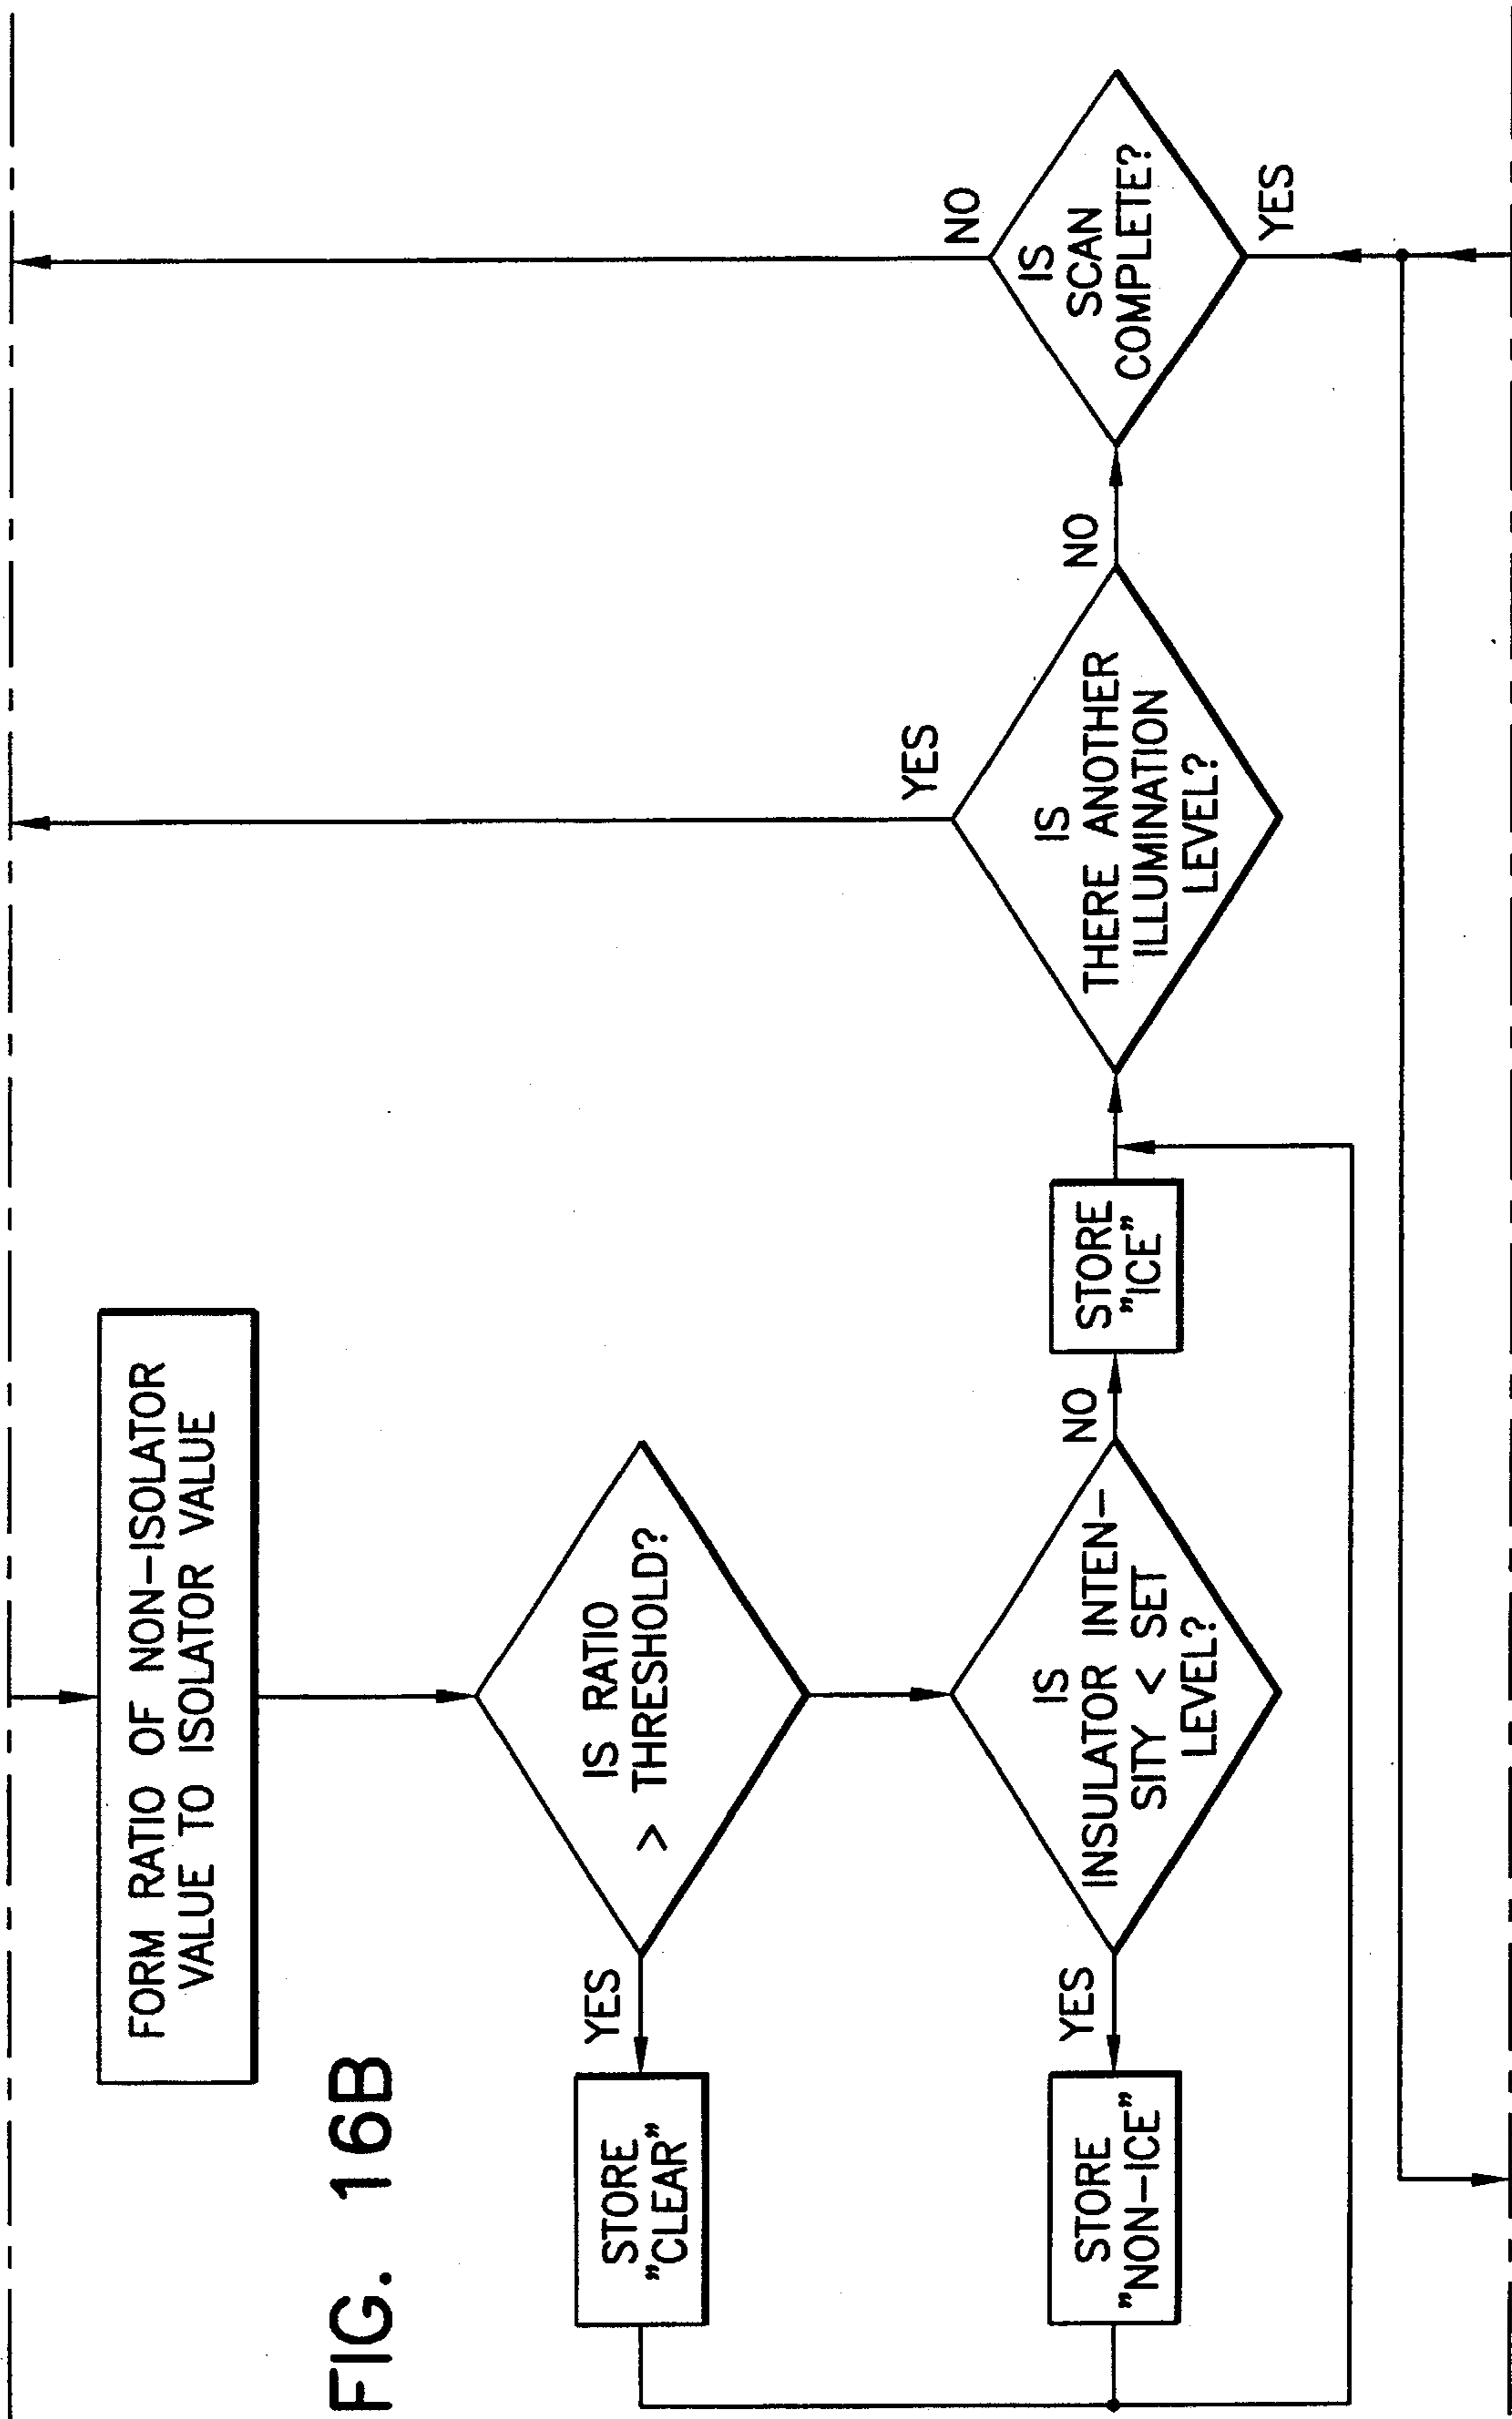 FIG. 16B
FORM RATIO OF NON-ISOLATOR
VALUE TO ISOLATOR VALUE
IS RATIO
> THRESHOLD?
YES
STORE
"CLEAR"
IS
INSULATOR INTEN-
SITY < SET
LEVEL?
YES
STORE
"NON-ICE"
NO
STORE
"ICE"
IS
THERE ANOTHER
ILLUMINATION
LEVEL?
YES
NO
IS
SCAN
COMPLETE?
NO
YES